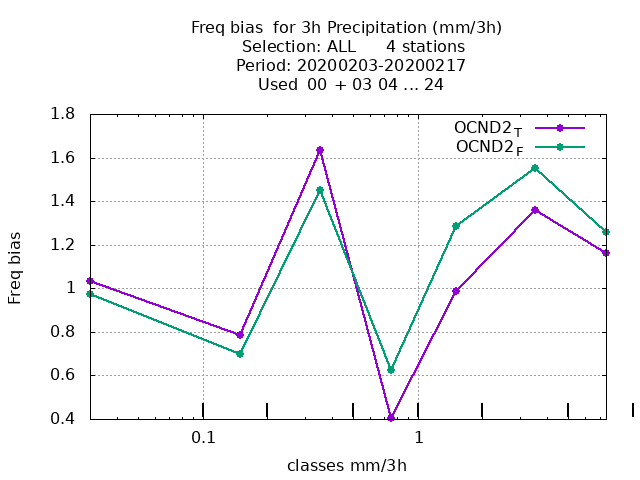 Freq bias  for 3h Precipitation (mm/3h)
Selection: ALL      4 stations
Period: 20200203-20200217
Used  00  + 03 04 ... 24
OCND2_T
OCND2_F
1.8
1.6
1.4
1.2
1
0.8
0.6
0.4
Freq bias
0.1
1
classes mm/3h